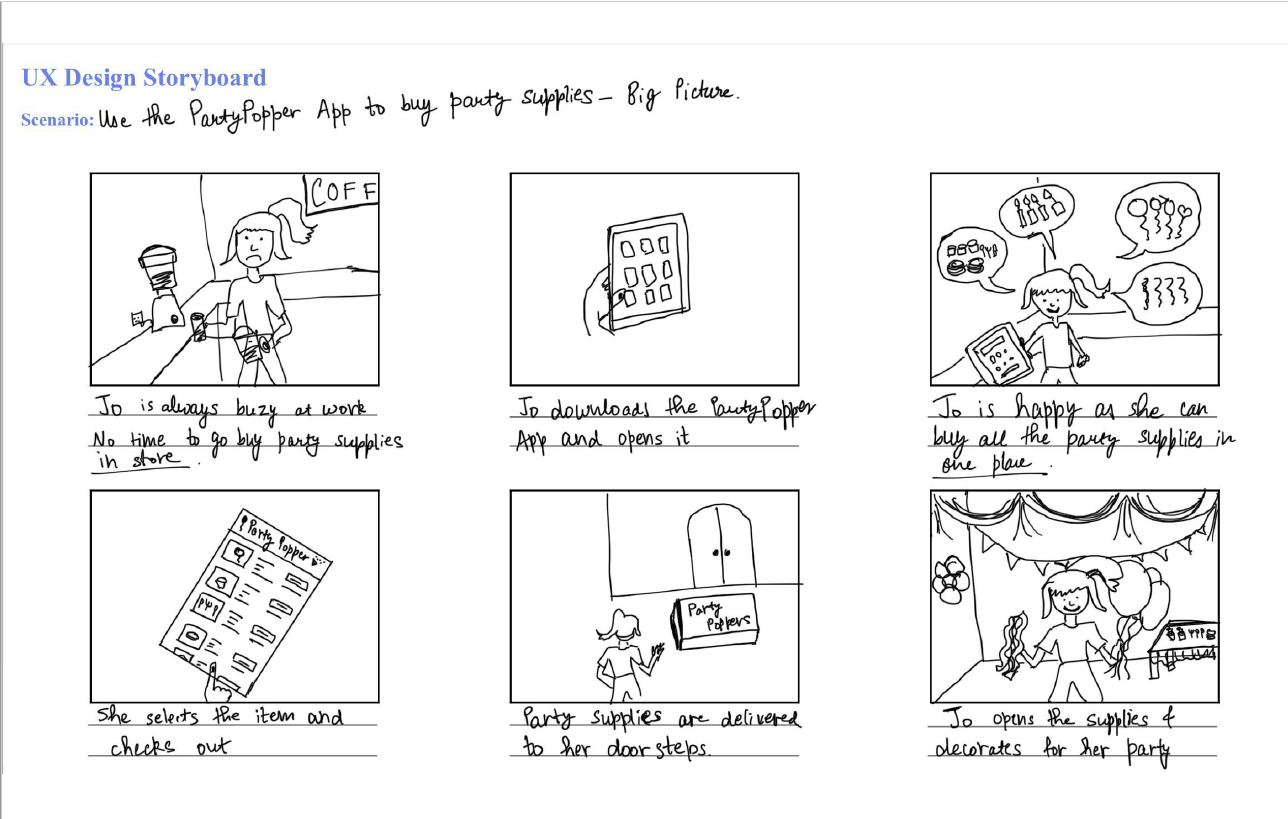 UX Design Storyboard
Scenario: Use the PartyPopper App to buy party supplies – Big Picture.
COFF
Jo is always buzy at work
No time to go buy party supplies
in store.
Jo downloads the PartyPopper
App and opens it
Jo is happy as she can
buy all the party supplies in
one place.
Party Popper
She selects the item and
checks out
Party
Poppers
Party supplies are delivered
to her door steps.
Jo opens the supplies &
decorates for her party